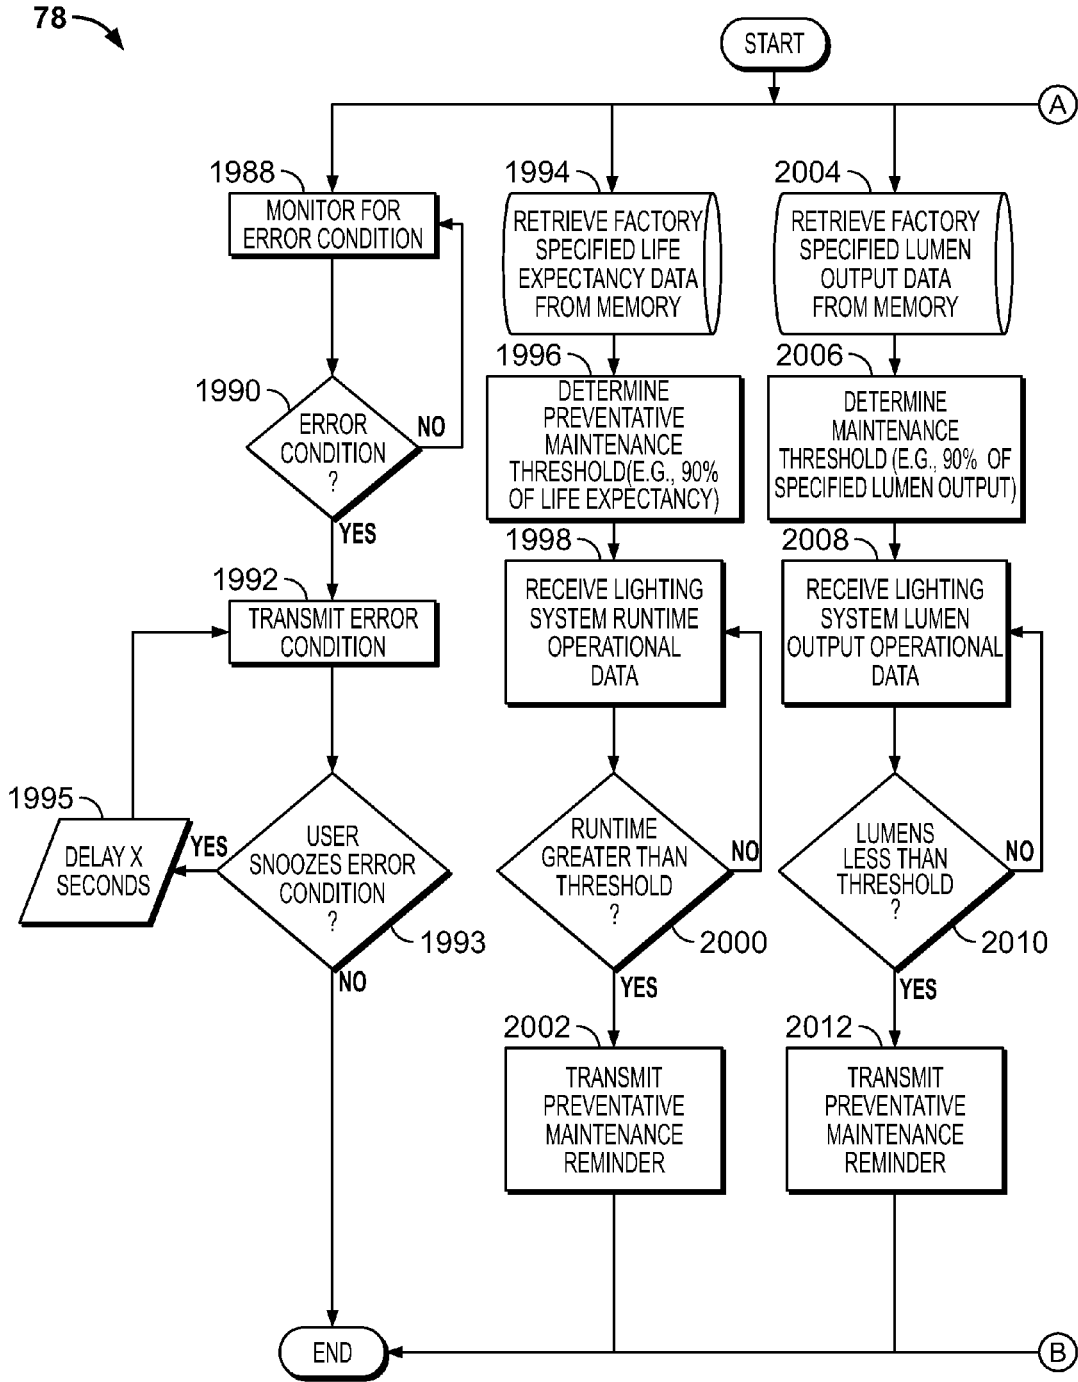 78
START
A
1988
MONITOR FOR
ERROR CONDITION
1990
ERROR
CONDITION
?
NO
YES
1992
TRANSMIT ERROR
CONDITION
1995
DELAY X
SECONDS
YES
USER
SNOOZES ERROR
CONDITION
?
1993
NO
END
1994
RETRIEVE FACTORY
SPECIFIED LIFE
EXPECTANCY DATA
FROM MEMORY
1996
DETERMINE
PREVENTATIVE
MAINTENANCE
THRESHOLD(E.G., 90%
OF LIFE EXPECTANCY)
1998
RECEIVE LIGHTING
SYSTEM RUNTIME
OPERATIONAL
DATA
RUNTIME
GREATER THAN
THRESHOLD
?
NO
2000
YES
2002
TRANSMIT
PREVENTATIVE
MAINTENANCE
REMINDER
2004
RETRIEVE FACTORY
SPECIFIED LUMEN
OUTPUT DATA
FROM MEMORY
2006
DETERMINE
MAINTENANCE
THRESHOLD (E.G., 90% OF
SPECIFIED LUMEN OUTPUT)
2008
RECEIVE LIGHTING
SYSTEM LUMEN
OUTPUT OPERATIONAL
DATA
LUMENS
LESS THAN
THRESHOLD
?
NO
2010
YES
2012
TRANSMIT
PREVENTATIVE
MAINTENANCE
REMINDER
B